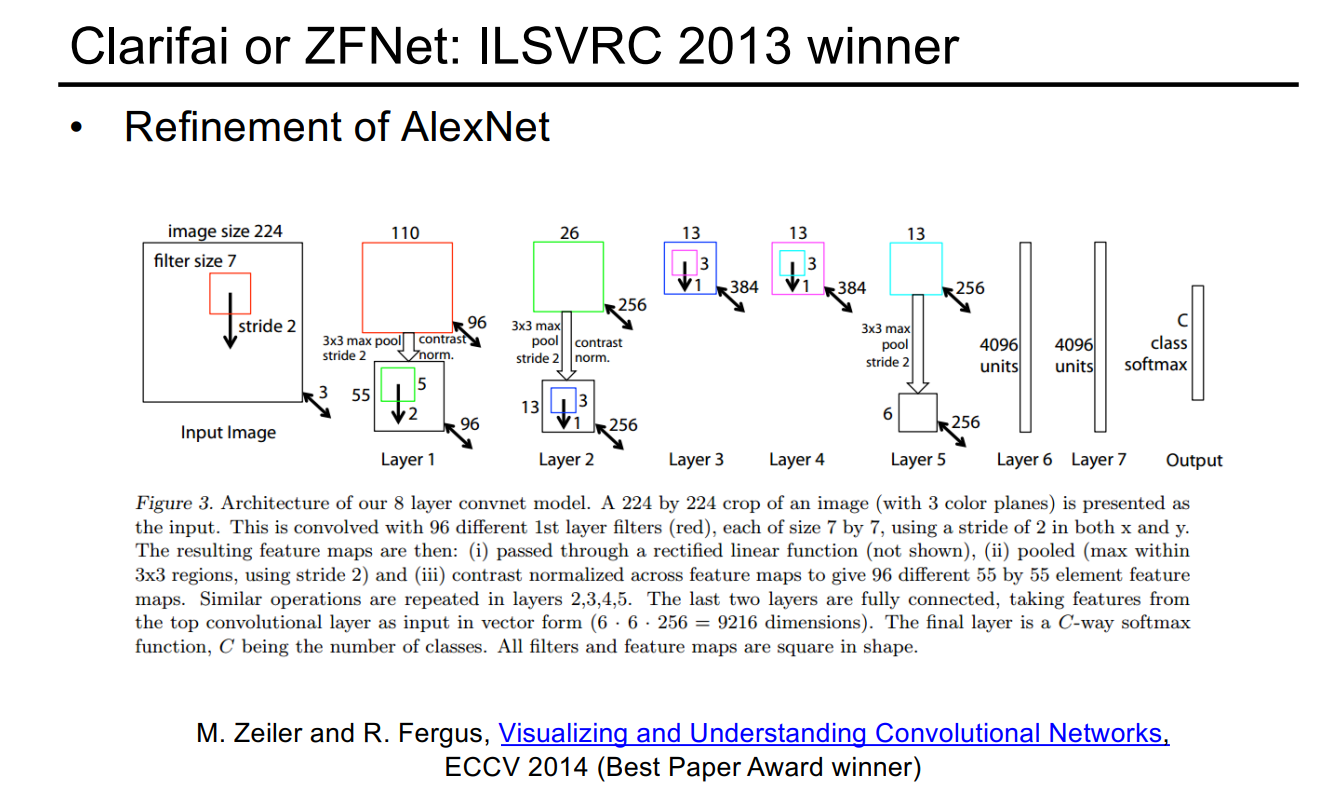 Clarifai or ZFNet: ILSVRC 2013 winner
• Refinement of AlexNet
image size 224
filter size 7
stride 2
3
Input Image
110
96
3x3 max pool
stride 2
contrast
norm.
55
5
2
96
Layer 1
26
256
3x3 max
pool
stride 2
contrast
norm.
13
3
1
256
Layer 2
13
3
1
384
Layer 3
13
3
1
384
Layer 4
13
256
3x3 max
pool
stride 2
6
256
Layer 5
4096
units
Layer 6
4096
units
Layer 7
C
class
softmax
Output
Figure 3. Architecture of our 8 layer convnet model. A 224 by 224 crop of an image (with 3 color planes) is presented as
the input. This is convolved with 96 different 1st layer filters (red), each of size 7 by 7, using a stride of 2 in both x and y.
The resulting feature maps are then: (i) passed through a rectified linear function (not shown), (ii) pooled (max within
3x3 regions, using stride 2) and (iii) contrast normalized across feature maps to give 96 different 55 by 55 element feature
maps. Similar operations are repeated in layers 2,3,4,5. The last two layers are fully connected, taking features from
the top convolutional layer as input in vector form (6 · 6 · 256 = 9216 dimensions). The final layer is a C-way softmax
function, C being the number of classes. All filters and feature maps are square in shape.
M. Zeiler and R. Fergus, Visualizing and Understanding Convolutional Networks,
ECCV 2014 (Best Paper Award winner)